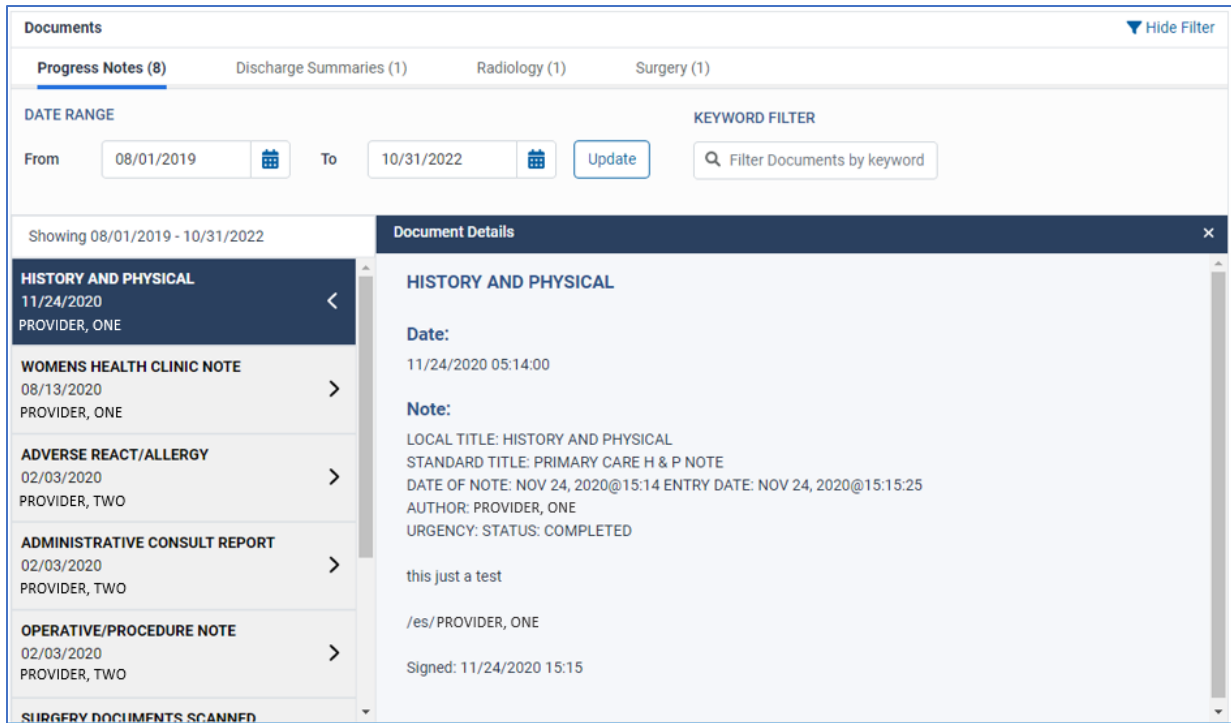 Documents
Hide Filter
Progress Notes (8) Discharge Summaries (1) Radiology (1) Surgery (1)
DATE RANGE
KEYWORD FILTER
From 08/01/2019 To 10/31/2022 Update Filter Documents by keyword
Showing 08/01/2019 - 10/31/2022
HISTORY AND PHYSICAL
11/24/2020
PROVIDER, ONE
WOMENS HEALTH CLINIC NOTE
08/13/2020
PROVIDER, ONE
ADVERSE REACT/ALLERGY
02/03/2020
PROVIDER, TWO
ADMINISTRATIVE CONSULT REPORT
02/03/2020
PROVIDER, TWO
OPERATIVE/PROCEDURE NOTE
02/03/2020
PROVIDER, TWO
SURGERY DOCUMENTS SCANNED
Document Details ×
HISTORY AND PHYSICAL
Date:
11/24/2020 05:14:00
Note:
LOCAL TITLE: HISTORY AND PHYSICAL
STANDARD TITLE: PRIMARY CARE H & P NOTE
DATE OF NOTE: NOV 24, 2020@15:14 ENTRY DATE: NOV 24, 2020@15:15:25
AUTHOR: PROVIDER, ONE
URGENCY: STATUS: COMPLETED
this just a test
/es/ PROVIDER, ONE
Signed: 11/24/2020 15:15